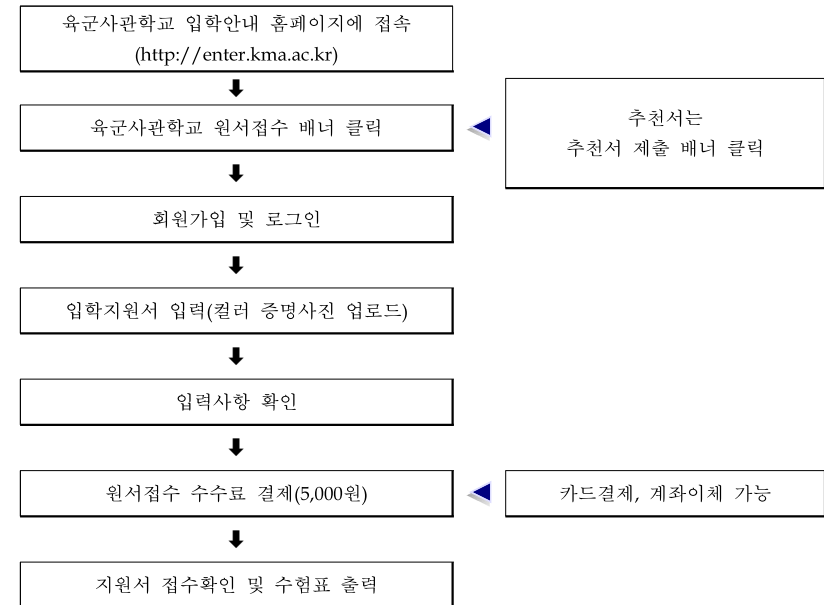 육군사관학교 입학안내 홈페이지에 접속
(http://enter.kma.ac.kr)
육군사관학교 원서접수 배너 클릭
추천서는
추천서 제출 배너 클릭
회원가입 및 로그인
입학지원서 입력(컬러 증명사진 업로드)
입력사항 확인
원서접수 수수료 결제(5,000원)
카드결제, 계좌이체 가능
지원서 접수확인 및 수험표 출력